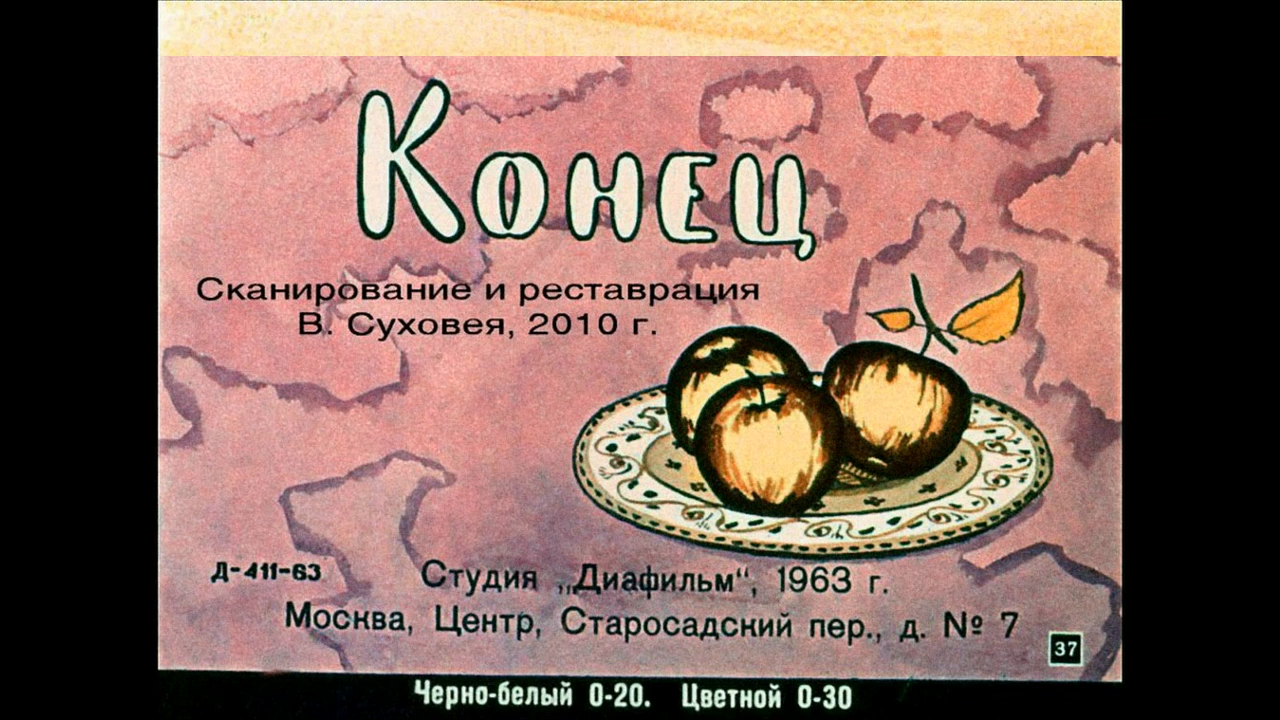 Конец
Сканирование и реставрация
В. Суховея, 2010 г.
Д-411-63
Студия „Диафильм“, 1963 г.
Москва, Центр, Старосадский пер., д. № 7
37
Черно-белый 0-20. Цветной 0-30